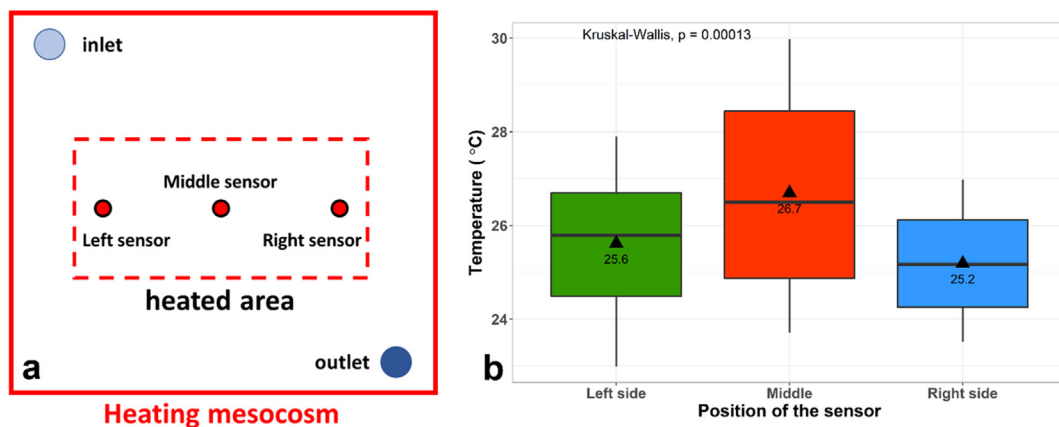 inlet
Middle sensor
Left sensor
Right sensor
heated area
outlet
a
Heating mesocosm
Kruskal-Wallis, p = 0.00013
Temperature ( °C)
30
28
26
24
25.6
26.7
25.2
b
Left side
Middle
Right side
Position of the sensor